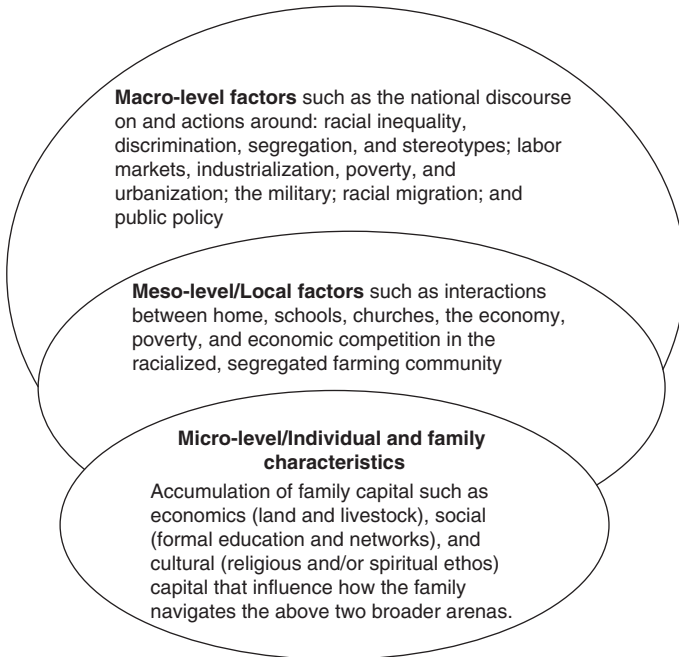 Macro-level factors such as the national discourse
on and actions around: racial inequality,
discrimination, segregation, and stereotypes; labor
markets, industrialization, poverty, and
urbanization; the military; racial migration; and
public policy
Meso-level/Local factors such as interactions
between home, schools, churches, the economy,
poverty, and economic competition in the
racialized, segregated farming community
Micro-level/Individual and family
characteristics
Accumulation of family capital such as
economics (land and livestock), social
(formal education and networks), and
cultural (religious and/or spiritual ethos)
capital that influence how the family
navigates the above two broader arenas.